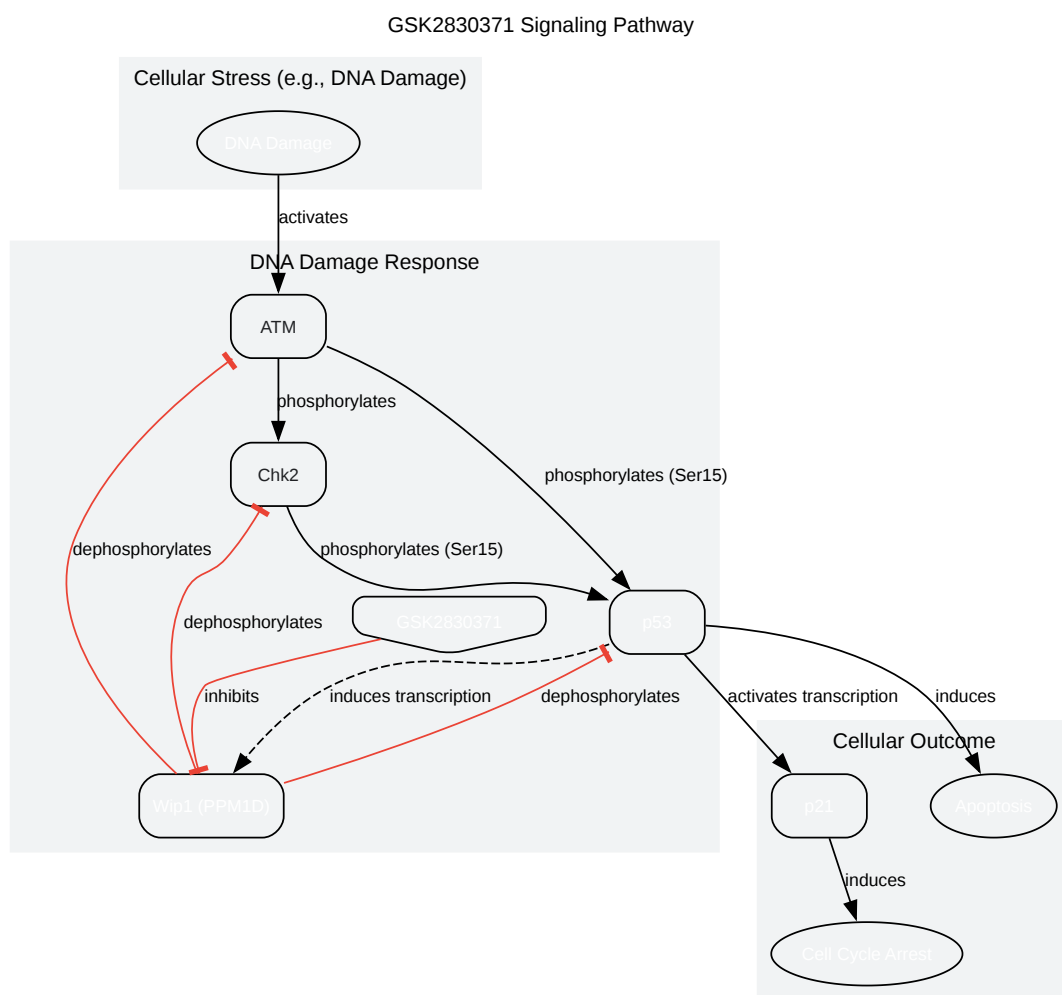 GSK2830371 Signaling Pathway
Cellular Stress (e.g., DNA Damage)
DNA Damage
activates
DNA Damage Response
ATM
phosphorylates
Chk2
phosphorylates (Ser15)
phosphorylates (Ser15)
dephosphorylates
dephosphorylates
GSK2830371
p53
inhibits
induces transcription
dephosphorylates
activates transcription
induces
Cellular Outcome
Wip1 (PPM1D)
p21
Apoptosis
induces
Cell Cycle Arrest